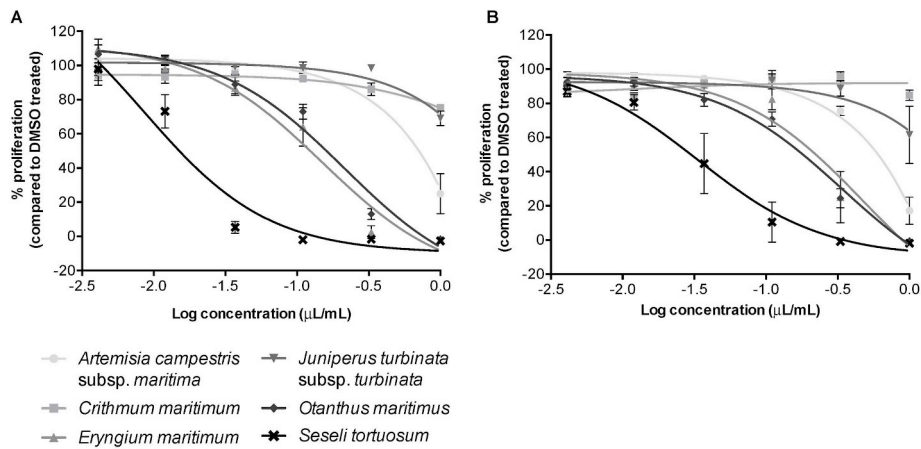 A
% proliferation
(compared to DMSO treated)
120
100
80
60
40
20
0
-20
-2.5
-2.0
-1.5
-1.0
-0.5
0.0
Log concentration (μL/mL)
B
% proliferation
(compared to DMSO treated)
120
100
80
60
40
20
0
-20
-2.5
-2.0
-1.5
-1.0
-0.5
0.0
Log concentration (μL/mL)
Artemisia campestris
subsp. maritima
Crithmum maritimum
Eryngium maritimum
Juniperus turbinata
subsp. turbinata
Otanthus maritimus
Seseli tortuosum